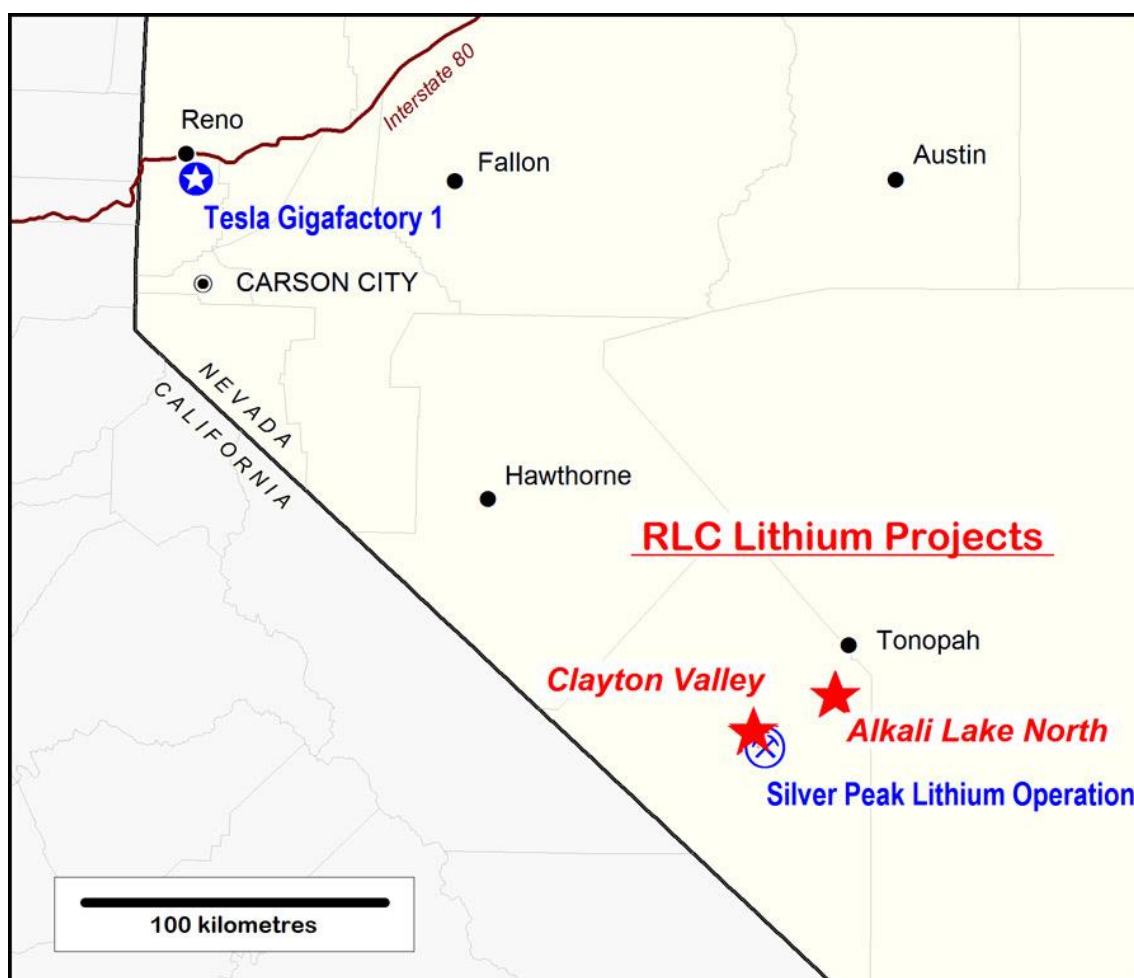 Interstate 80
Reno
Fallon
Austin
Tesla Gigafactory 1
CARSON CITY
NEVADA
CALIFORNIA
Hawthorne
RLC Lithium Projects
Tonopah
Clayton Valley
Alkali Lake North
Silver Peak Lithium Operation
100 kilometres